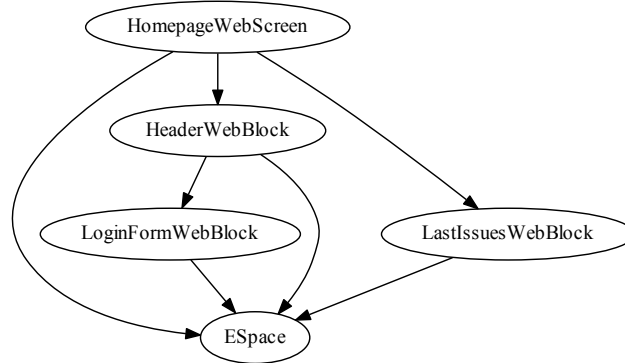 HomepageWebScreen
HeaderWebBlock
LoginFormWebBlock
LastIssuesWebBlock
ESpace